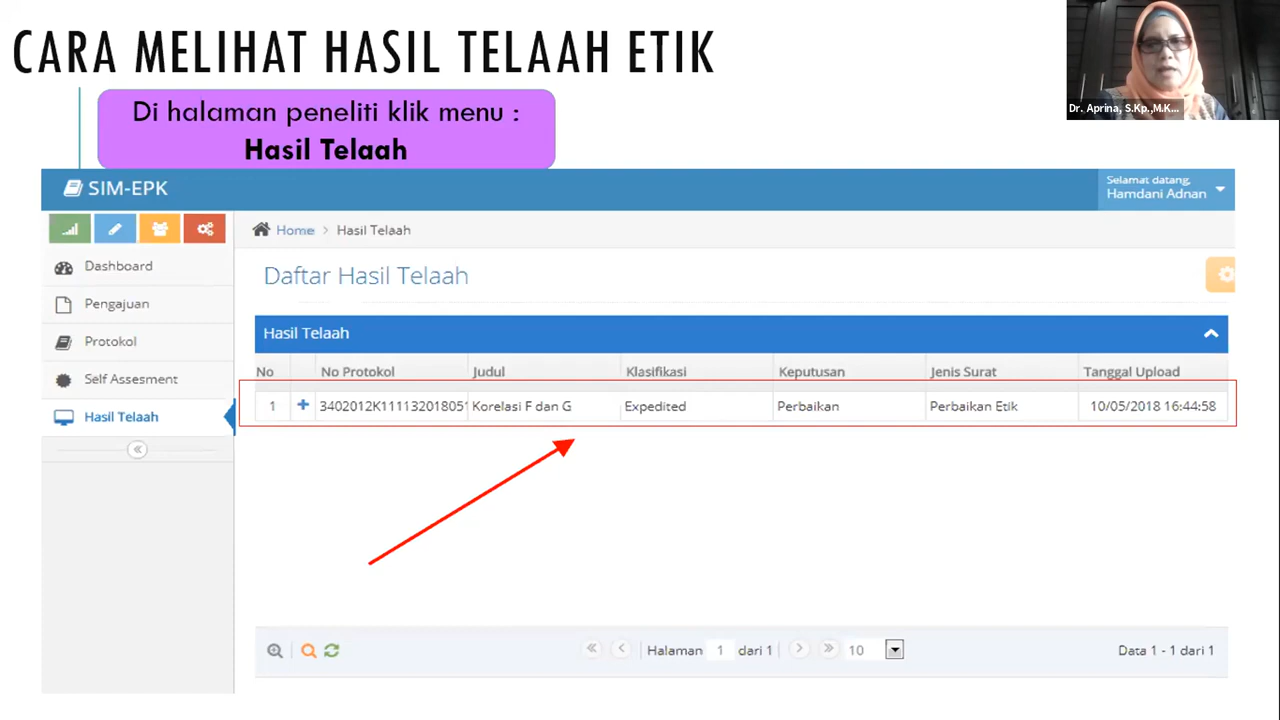 CARA MELIHAT HASIL TELAAH ETIK
Dr. Aprina, S.Kp.,M.K...
Di halaman peneliti klik menu :
Hasil Telaah
SIM-EPK
Selamat datang,
Hamdani Adnan
Home > Hasil Telaah
Dashboard
Pengajuan
Protokol
Self Assesment
Hasil Telaah
Daftar Hasil Telaah
Hasil Telaah
No No Protokol Judul Klasifikasi Keputusan Jenis Surat Tanggal Upload
1 + 3402012K11113201805 Korelasi F dan G Expedited Perbaikan Perbaikan Etik 10/05/2018 16:44:58
Halaman 1 dari 1 10 Data 1 - 1 dari 1